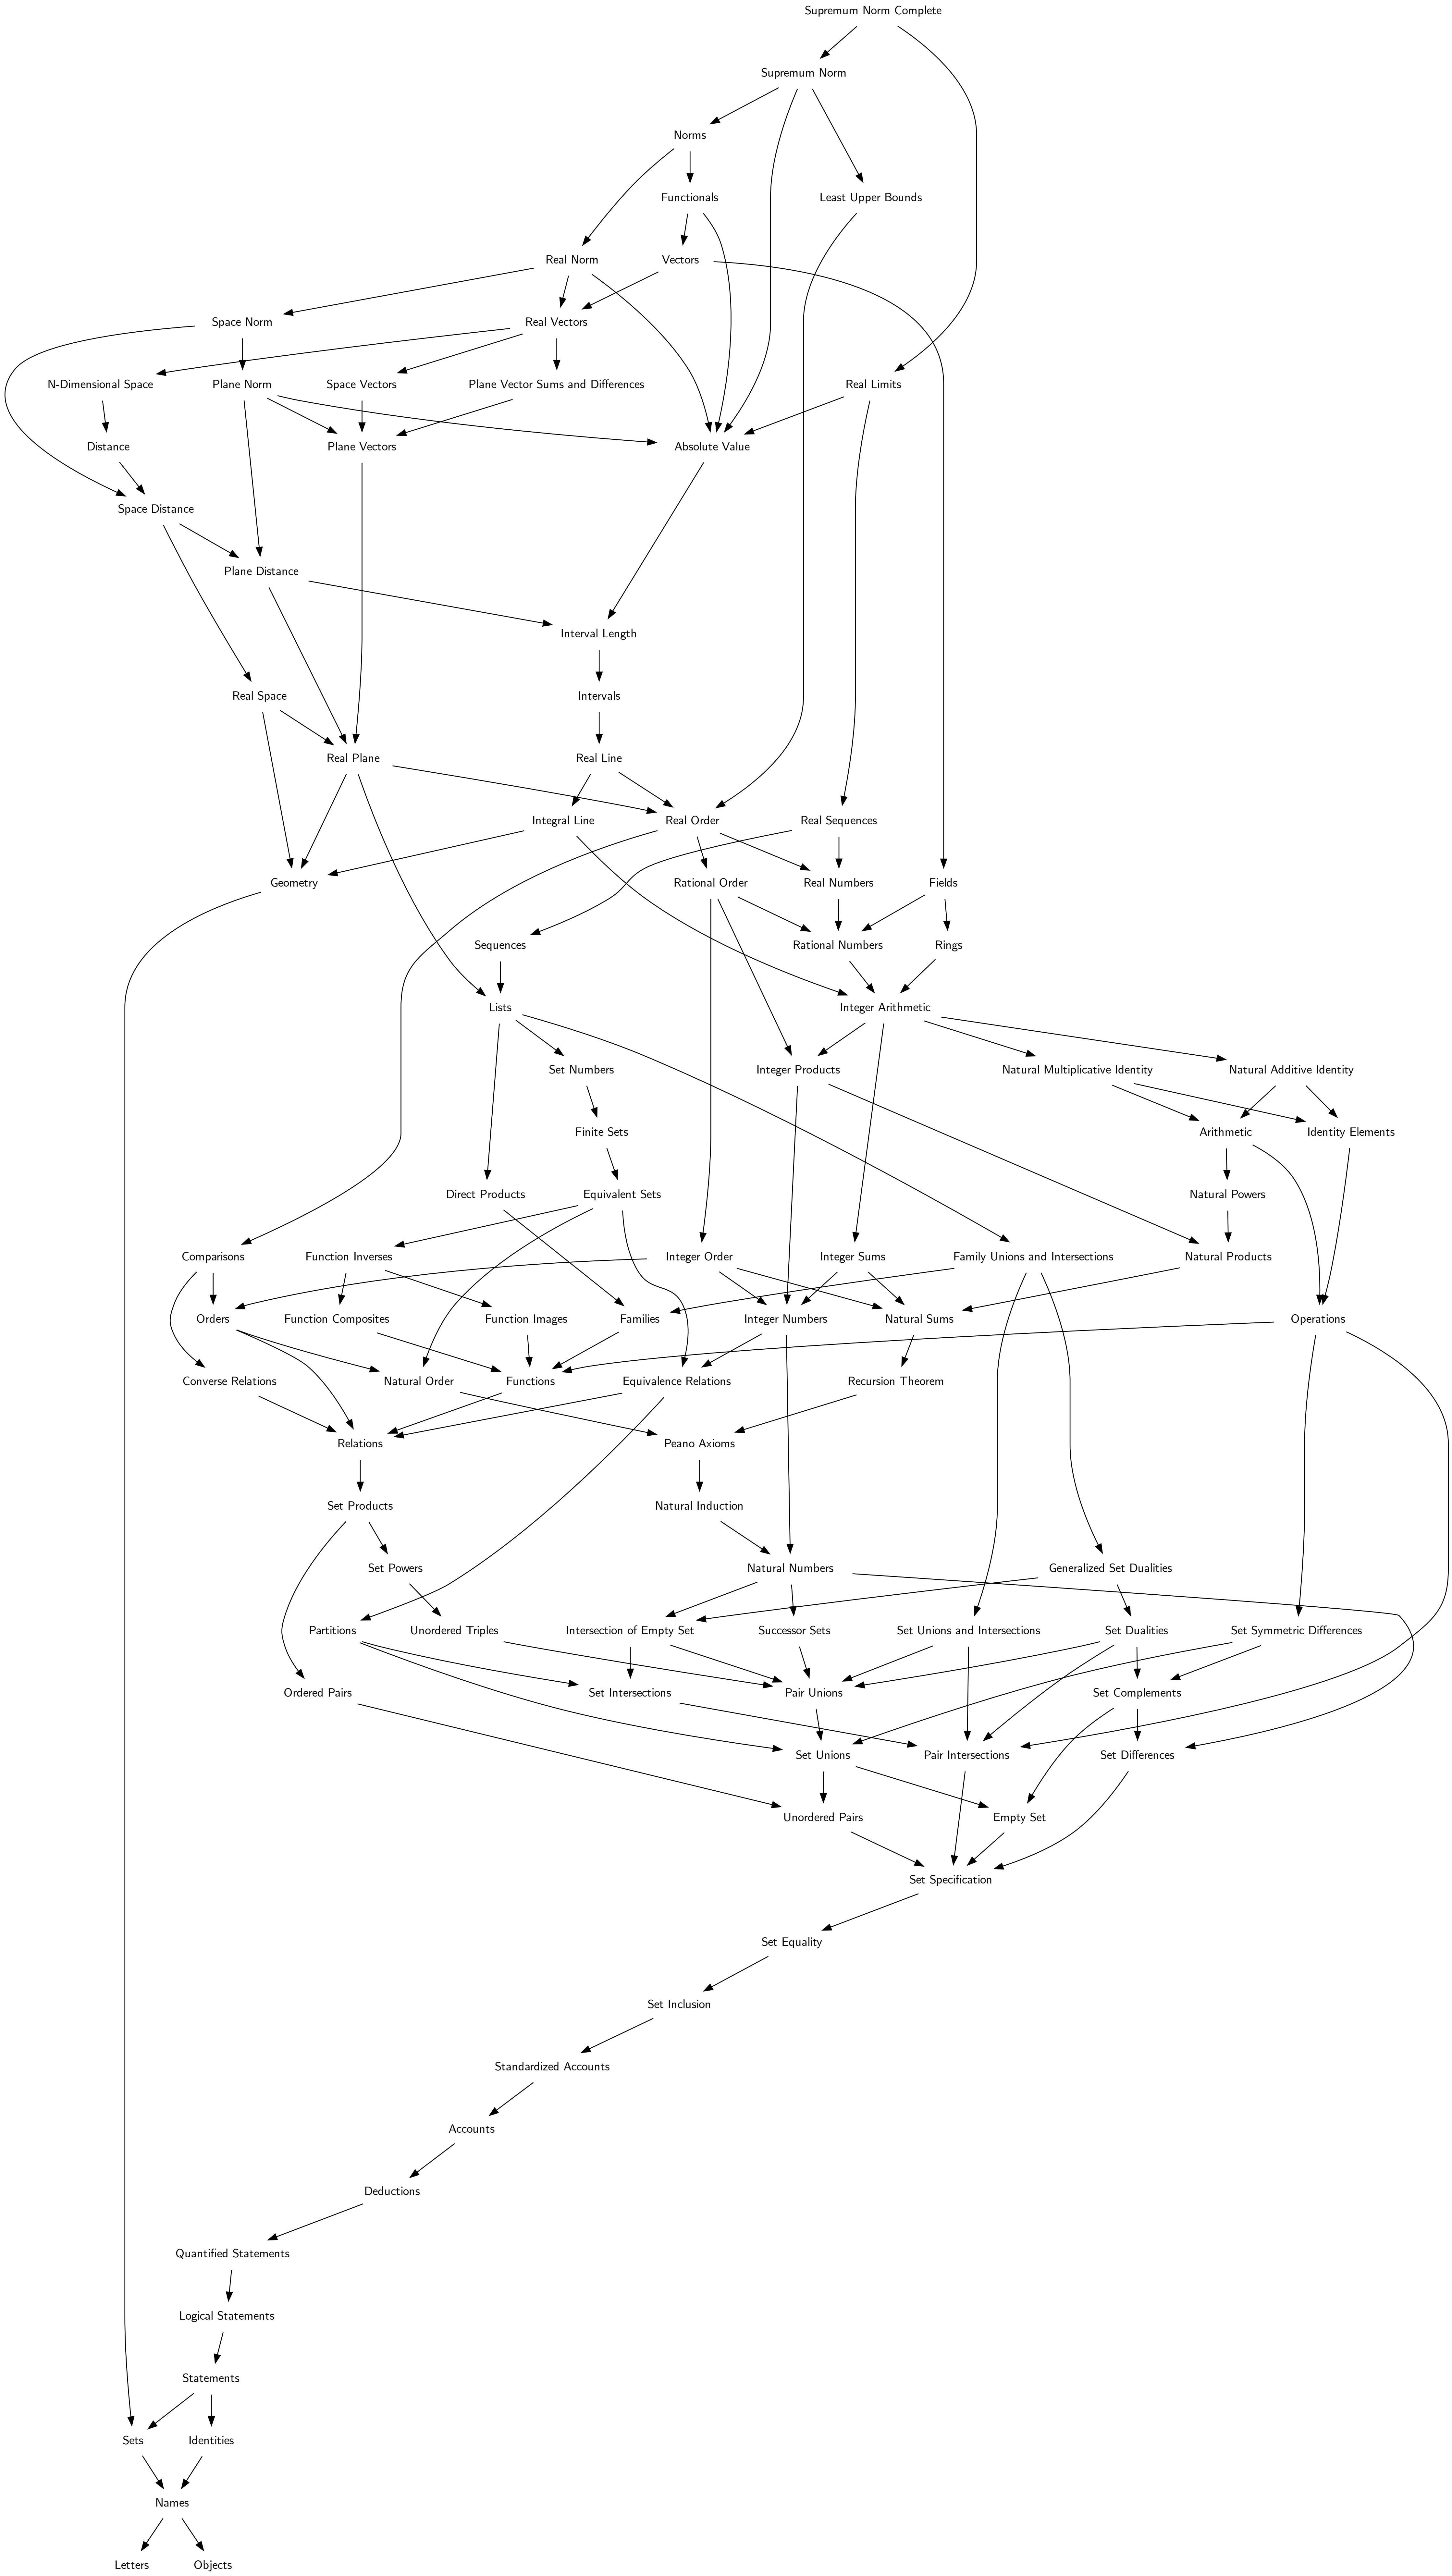 Supremum Norm Complete
Supremum Norm
Norms
Functionals
Least Upper Bounds
Real Norm
Vectors
Space Norm
Real Vectors
N-Dimensional Space
Plane Norm
Space Vectors
Plane Vector Sums and Differences
Real Limits
Distance
Plane Vectors
Absolute Value
Space Distance
Plane Distance
Interval Length
Real Space
Intervals
Real Plane
Real Line
Integral Line
Real Order
Real Sequences
Geometry
Rational Order
Real Numbers
Fields
Sequences
Rational Numbers
Rings
Lists
Integer Arithmetic
Set Numbers
Integer Products
Natural Multiplicative Identity
Natural Additive Identity
Finite Sets
Arithmetic
Identity Elements
Direct Products
Equivalent Sets
Natural Powers
Comparisons
Function Inverses
Integer Order
Integer Sums
Family Unions and Intersections
Natural Products
Orders
Function Composites
Function Images
Families
Integer Numbers
Natural Sums
Operations
Converse Relations
Natural Order
Functions
Equivalence Relations
Recursion Theorem
Relations
Peano Axioms
Set Products
Natural Induction
Set Powers
Natural Numbers
Generalized Set Dualities
Partitions
Unordered Triples
Intersection of Empty Set
Successor Sets
Set Unions and Intersections
Set Dualities
Set Symmetric Differences
Ordered Pairs
Set Intersections
Pair Unions
Set Complements
Set Unions
Pair Intersections
Set Differences
Unordered Pairs
Empty Set
Set Specification
Set Equality
Set Inclusion
Standardized Accounts
Accounts
Deductions
Quantified Statements
Logical Statements
Statements
Sets
Identities
Names
Letters
Objects